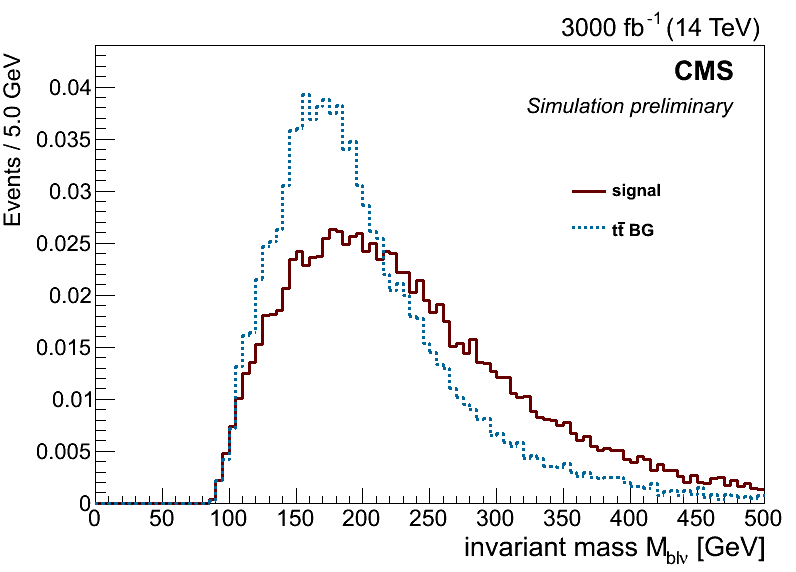 3000 fb⁻¹ (14 TeV)
CMS
Simulation preliminary
signal
tt̄ BG
Events / 5.0 GeV
0.04
0.035
0.03
0.025
0.02
0.015
0.01
0.005
0
0 50 100 150 200 250 300 350 400 450 500
invariant mass M_blν [GeV]